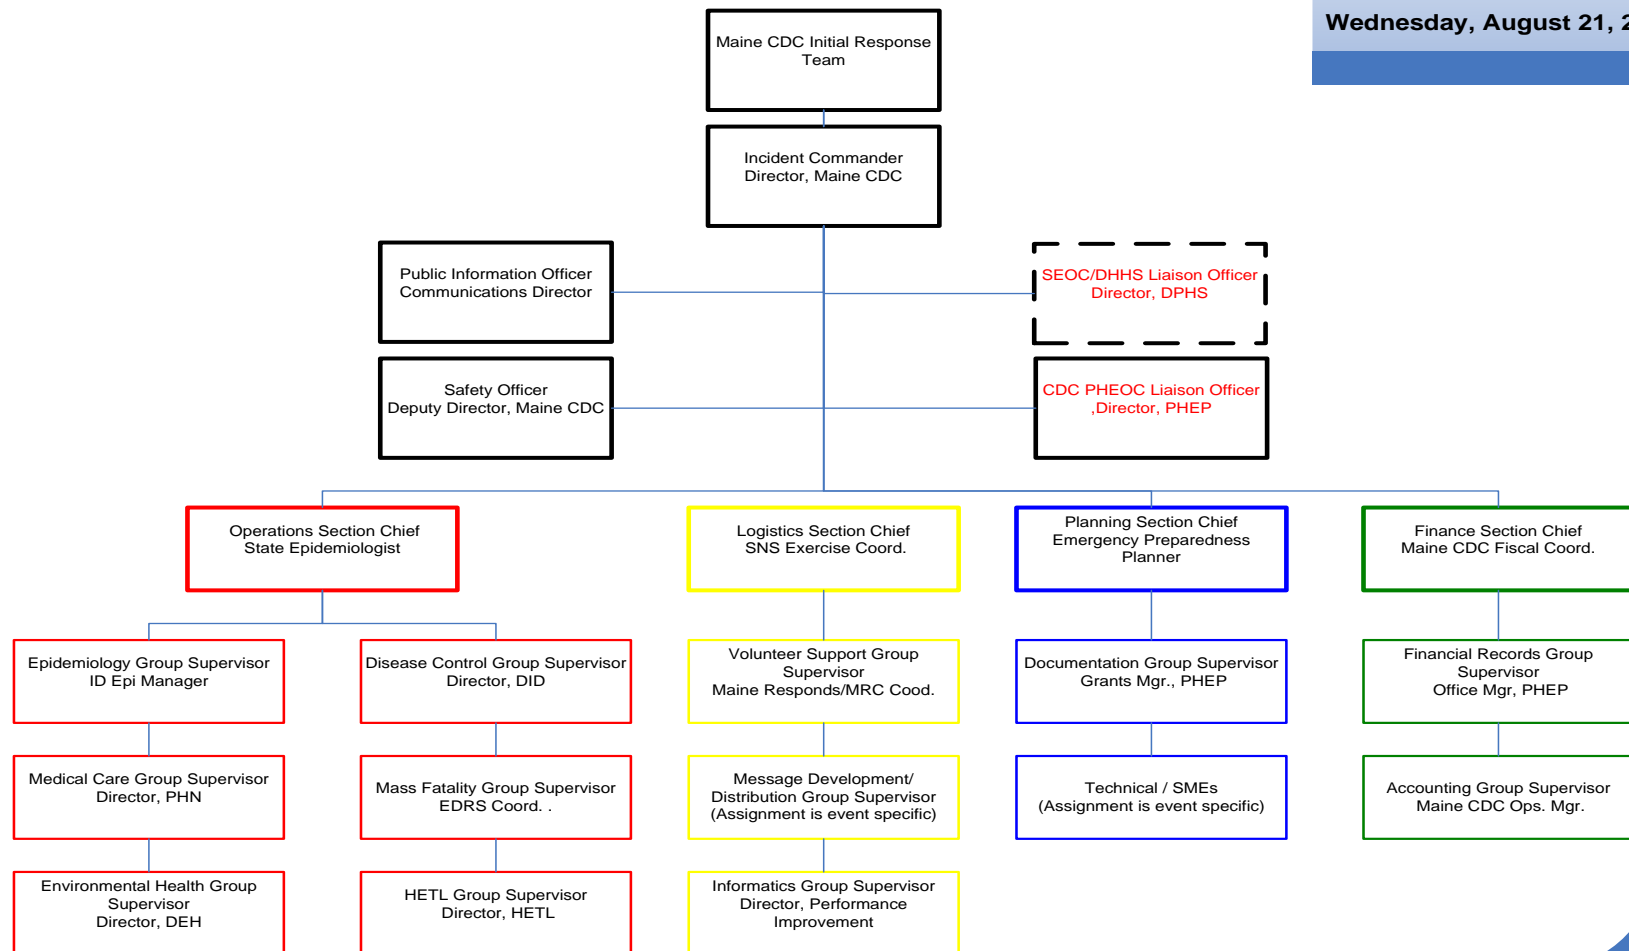 Wednesday, August 21, 2
Maine CDC Initial Response
Team
Incident Commander
Director, Maine CDC
Public Information Officer
Communications Director
SEOC/DHHS Liaison Officer
Director, DPHS
Safety Officer
Deputy Director, Maine CDC
CDC PHEOC Liaison Officer
,Director, PHEP
Operations Section Chief
State Epidemiologist
Logistics Section Chief
SNS Exercise Coord.
Planning Section Chief
Emergency Preparedness
Planner
Finance Section Chief
Maine CDC Fiscal Coord.
Epidemiology Group Supervisor
ID Epi Manager
Disease Control Group Supervisor
Director, DID
Volunteer Support Group
Supervisor
Maine Responds/MRC Cood.
Documentation Group Supervisor
Grants Mgr., PHEP
Financial Records Group
Supervisor
Office Mgr, PHEP
Medical Care Group Supervisor
Director, PHN
Mass Fatality Group Supervisor
EDRS Coord. .
Message Development/
Distribution Group Supervisor
(Assignment is event specific)
Technical / SMEs
(Assignment is event specific)
Accounting Group Supervisor
Maine CDC Ops. Mgr.
Environmental Health Group
Supervisor
Director, DEH
HETL Group Supervisor
Director, HETL
Informatics Group Supervisor
Director, Performance
Improvement